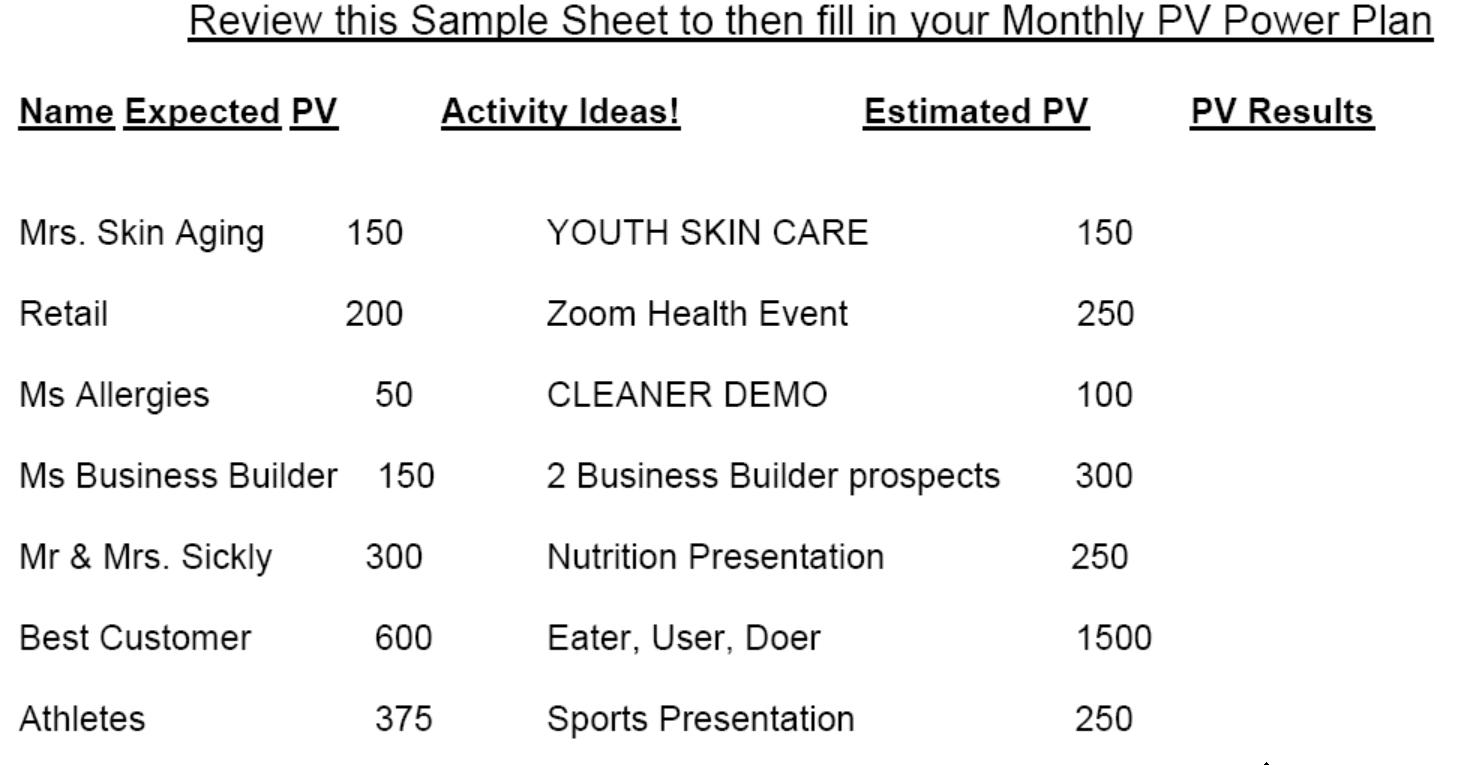 Review this Sample Sheet to then fill in your Monthly PV Power Plan
Name Expected PV Activity Ideas! Estimated PV PV Results
Mrs. Skin Aging 150 YOUTH SKIN CARE 150
Retail 200 Zoom Health Event 250
Ms Allergies 50 CLEANER DEMO 100
Ms Business Builder 150 2 Business Builder prospects 300
Mr & Mrs. Sickly 300 Nutrition Presentation 250
Best Customer 600 Eater, User, Doer 1500
Athletes 375 Sports Presentation 250